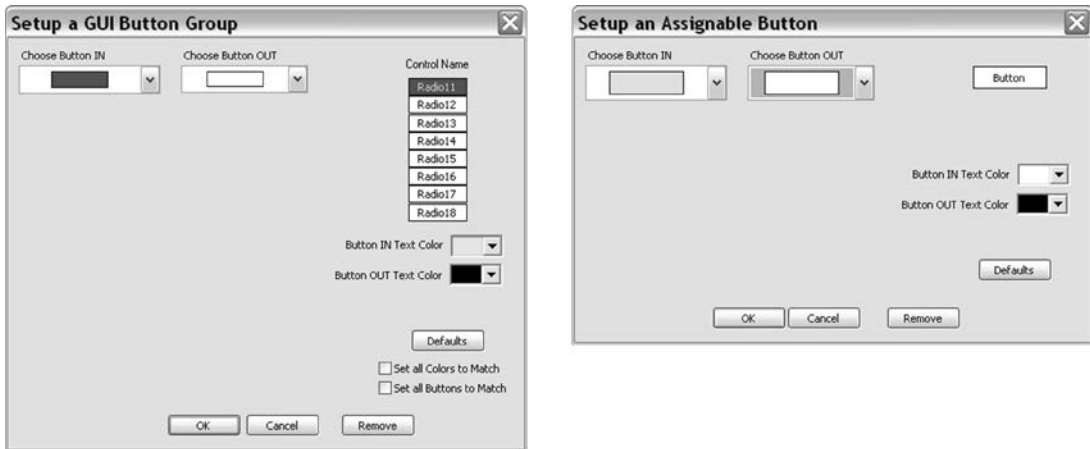 Setup a GUI Button Group
Choose Button IN
Choose Button OUT
Control Name
Radio11
Radio12
Radio13
Radio14
Radio15
Radio16
Radio17
Radio18
Button IN Text Color
Button OUT Text Color
Defaults
Set all Colors to Match
Set all Buttons to Match
OK
Cancel
Remove
Setup an Assignable Button
Choose Button IN
Choose Button OUT
Button
Button IN Text Color
Button OUT Text Color
Defaults
OK
Cancel
Remove